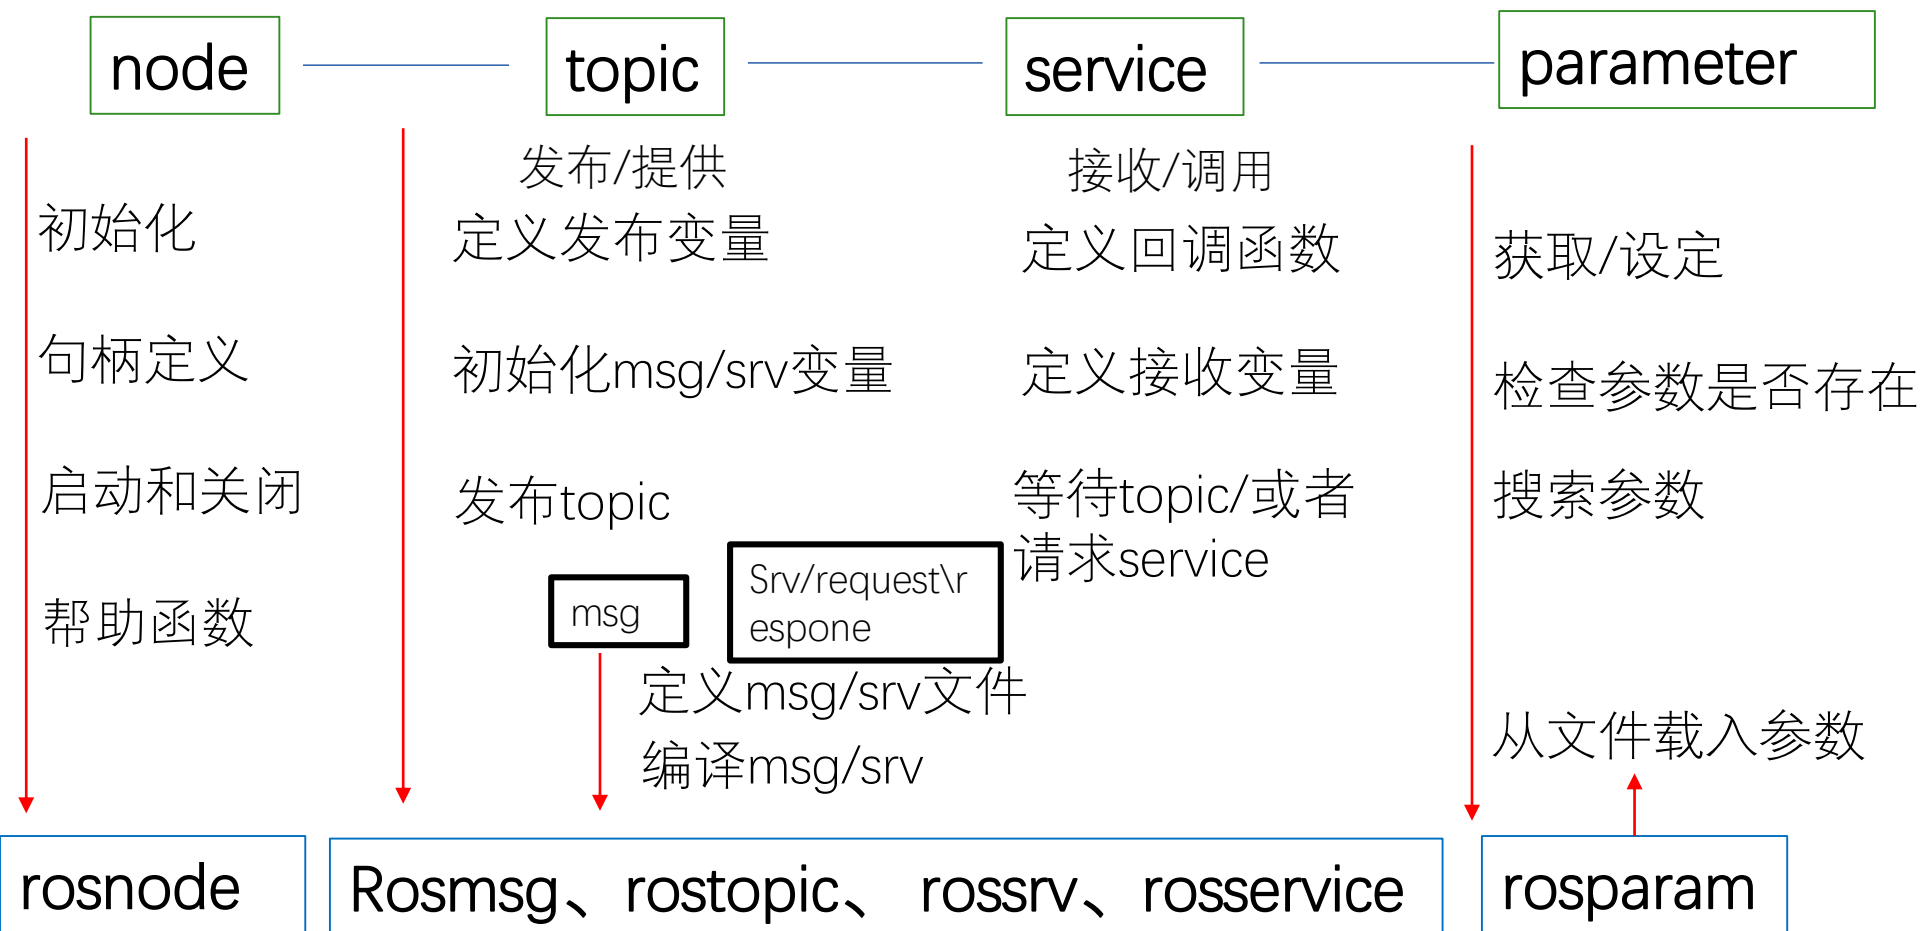 node
topic
service
parameter
发布/提供
接收/调用
初始化
定义发布变量
定义回调函数
获取/设定
句柄定义
初始化msg/srv变量
定义接收变量
检查参数是否存在
启动和关闭
发布topic
等待topic/或者
请求service
搜索参数
帮助函数
msg
Srv/request\r
espone
定义msg/srv文件
编译msg/srv
从文件载入参数
rosnode
Rosmsg、rostopic、 rossrv、rosservice
rosparam